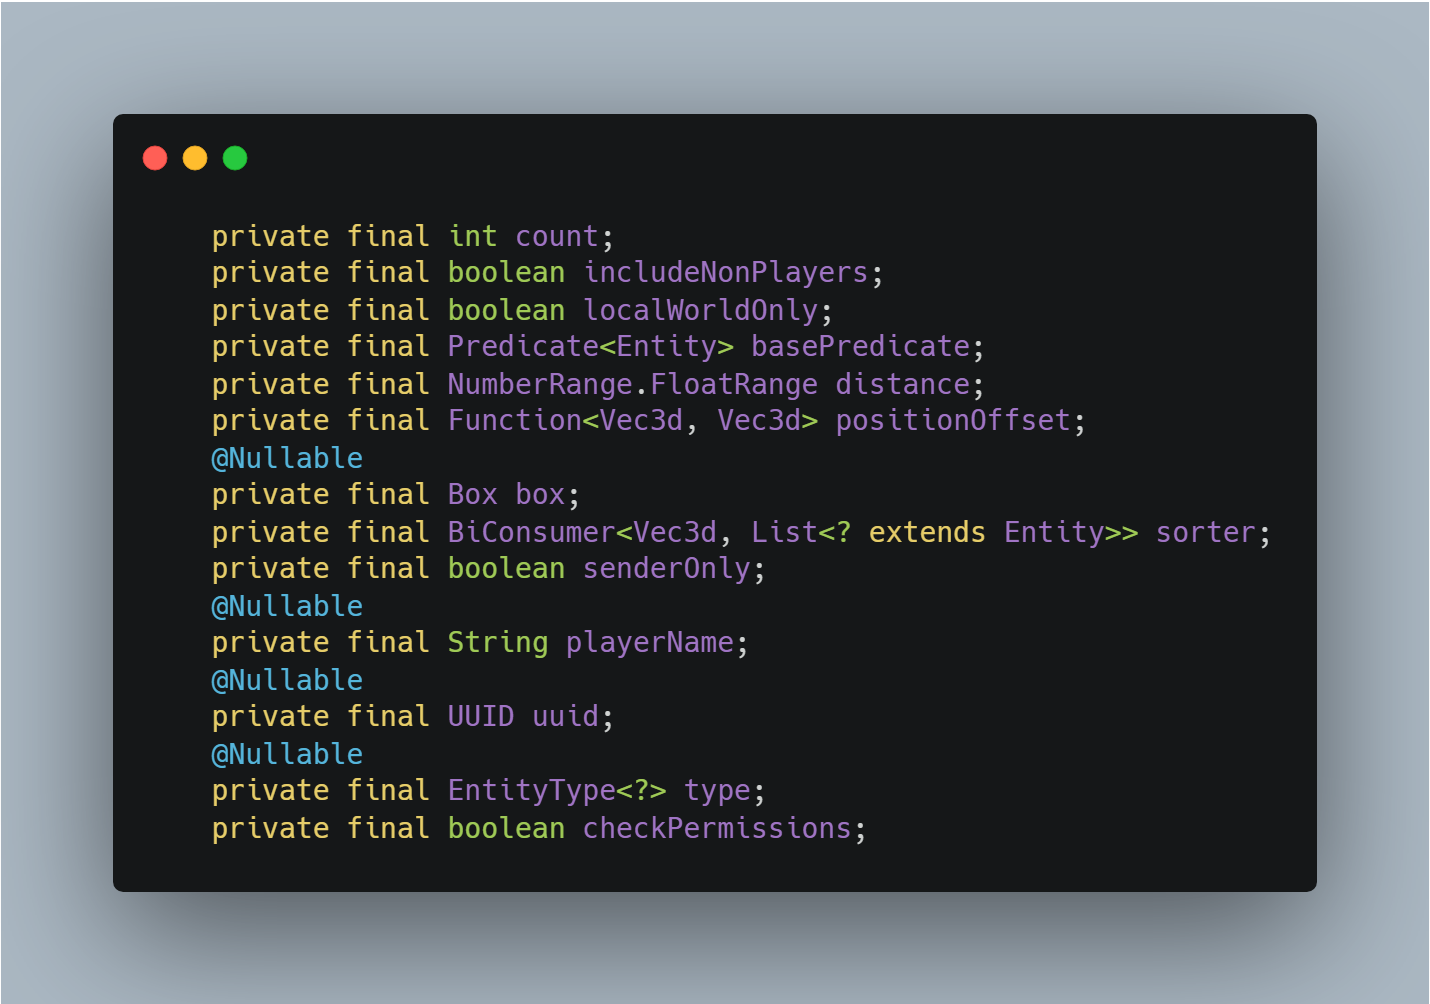 private final int count;
private final boolean includeNonPlayers;
private final boolean localWorldOnly;
private final Predicate<Entity> basePredicate;
private final NumberRange.FloatRange distance;
private final Function<Vec3d, Vec3d> positionOffset;
@Nullable
private final Box box;
private final BiConsumer<Vec3d, List<? extends Entity>> sorter;
private final boolean senderOnly;
@Nullable
private final String playerName;
@Nullable
private final UUID uuid;
@Nullable
private final EntityType<?> type;
private final boolean checkPermissions;